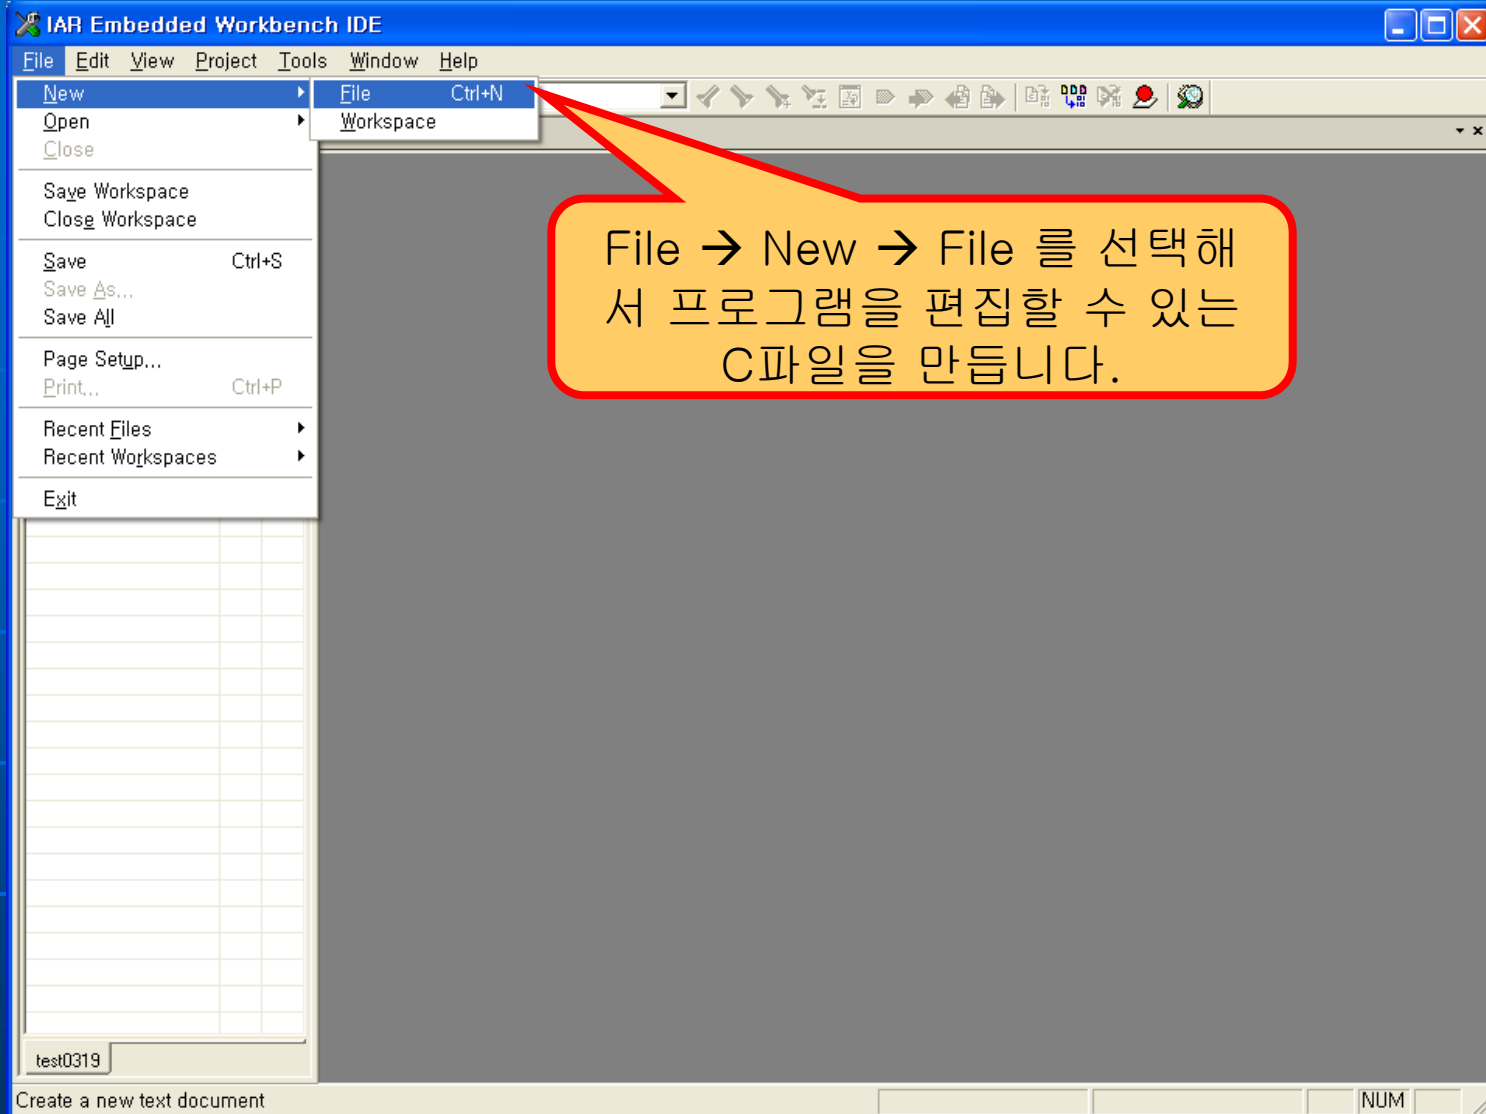 IAR Embedded Workbench IDE
File Edit View Project Tools Window Help
New
File Ctrl+N
Open
Workspace
Close
Save Workspace
Close Workspace
Save Ctrl+S
Save As...
Save All
Page Setup...
Print... Ctrl+P
Recent Files
Recent Workspaces
Exit
File → New → File 를 선택해
서 프로그램을 편집할 수 있는
C파일을 만듭니다.
test0319
Create a new text document NUM